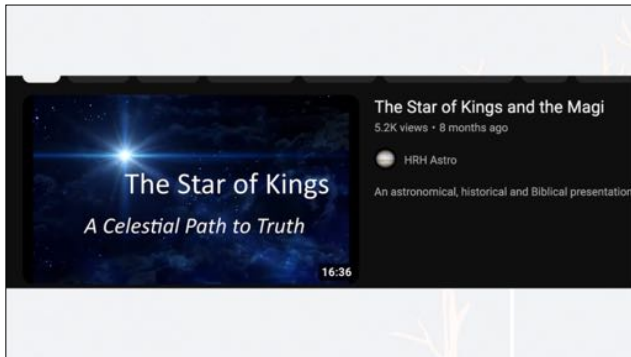 The Star of Kings
A Celestial Path to Truth
16:36
The Star of Kings and the Magi
5.2K views • 8 months ago
HRH Astro
An astronomical, historical and Biblical presentation